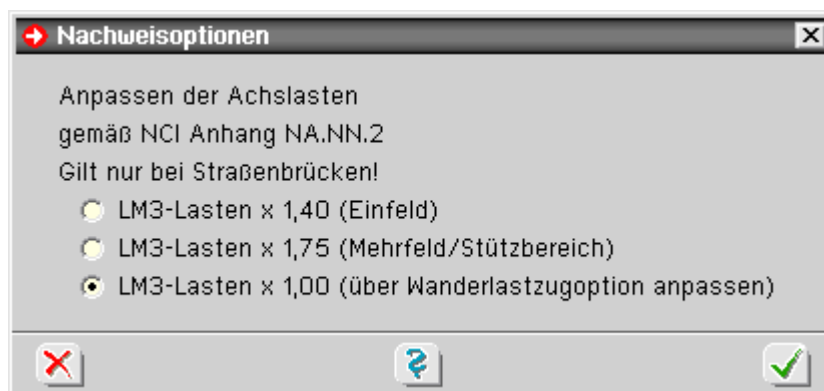 Nachweisoptionen
Anpassen der Achslasten
gemäß NCI Anhang NA.NN.2
Gilt nur bei Straßenbrücken!
LM3-Lasten x 1,40 (Einfeld)
LM3-Lasten x 1,75 (Mehrfeld/Stützbereich)
LM3-Lasten x 1,00 (über Wanderlastzugoption anpassen)